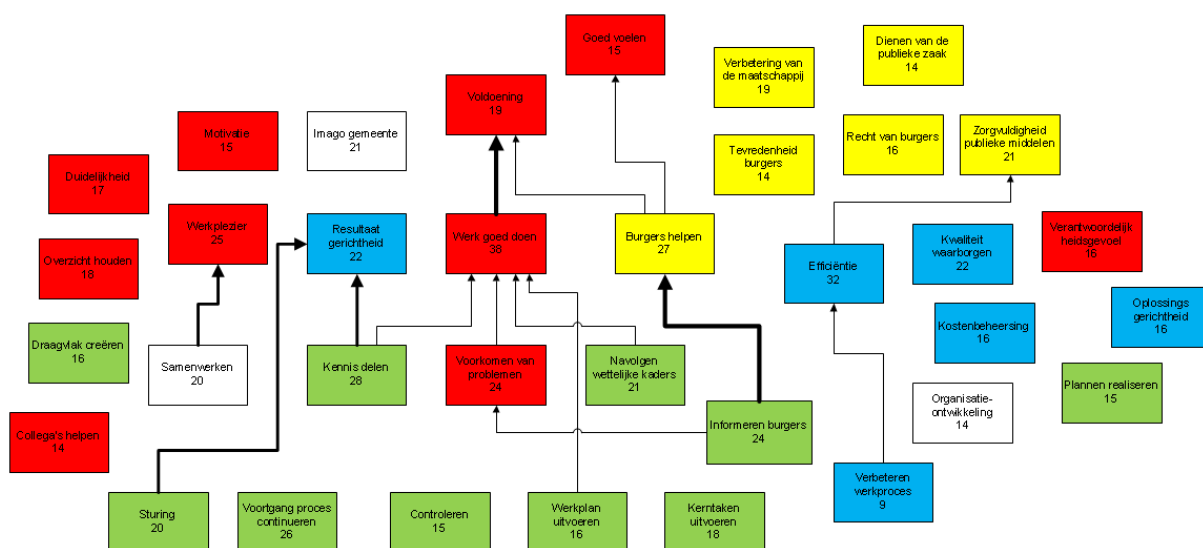 Goed voelen
15
Dienen van de
publieke zaak
14
Verbetering van
de maatschappij
19
Voldoening
19
Motivatie
15
Imago gemeente
21
Recht van burgers
16
Zorgvuldigheid
publieke middelen
21
Tevredenheid
burgers
14
Duidelijkheid
17
Werkplezier
25
Resultaat
gerichtheid
22
Werk goed doen
38
Burgers helpen
27
Verantwoordelijk
heidsgevoel
16
Kwaliteit
waarborgen
22
Overzicht houden
18
Efficiëntie
32
Oplossings
gerichtheid
16
Kostenbeheersing
16
Draagvlak creëren
16
Samenwerken
20
Kennis delen
28
Voorkomen van
problemen
24
Navolgen
wettelijke kaders
21
Plannen realiseren
15
Organisatie-
ontwikkeling
14
Collega's helpen
14
Informeren burgers
24
Verbeteren
werkproces
9
Sturing
20
Voortgang proces
continueren
26
Controleren
15
Werkplan
uitvoeren
16
Kerntaken
uitvoeren
18